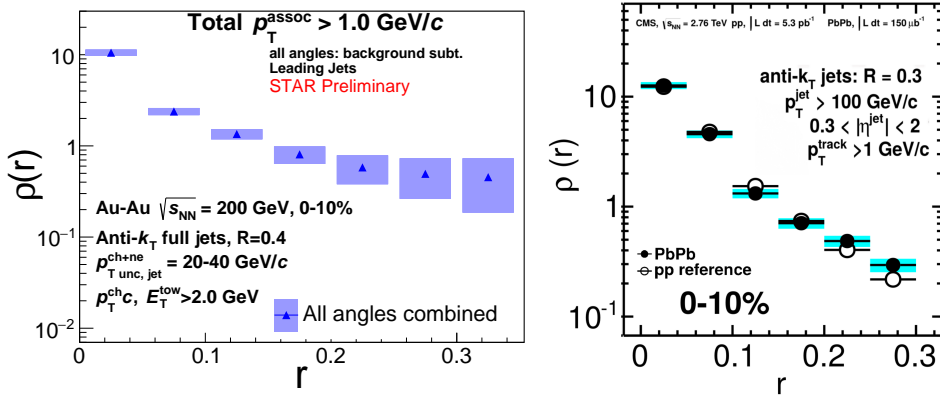 Total p_T^assoc > 1.0 GeV/c
all angles: background subt.
Leading Jets
STAR Preliminary
10
1
10⁻¹
10⁻²
ρ(r)
Au-Au √s_NN = 200 GeV, 0-10%
Anti-k_T full jets, R=0.4
p_T unc, jet^ch+ne = 20-40 GeV/c
p_T^ch c, E_T^tow >2.0 GeV
All angles combined
0 0.1 0.2 0.3
r
CMS, √s_NN = 2.76 TeV pp, ∫L dt = 5.3 pb⁻¹ PbPb, ∫L dt = 150 μb⁻¹
anti-k_T jets: R = 0.3
p_T^jet > 100 GeV/c
0.3 < |η^jet| < 2
p_T^track >1 GeV/c
10
1
10⁻¹
ρ (r)
PbPb
pp reference
0-10%
0 0.1 0.2 0.3
r